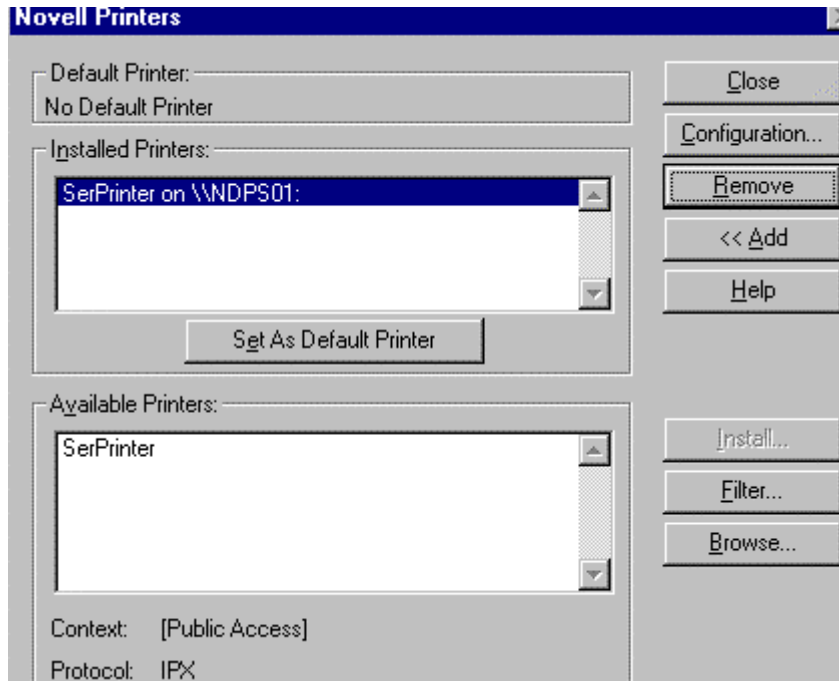 Novell Printers
Default Printer:
No Default Printer
Close
Configuration...
Installed Printers:
SerPrinter on \\NDPS01:
Remove
<< Add
Help
Set As Default Printer
Available Printers:
SerPrinter
Install...
Filter...
Browse...
Context: [Public Access]
Protocol: IPX